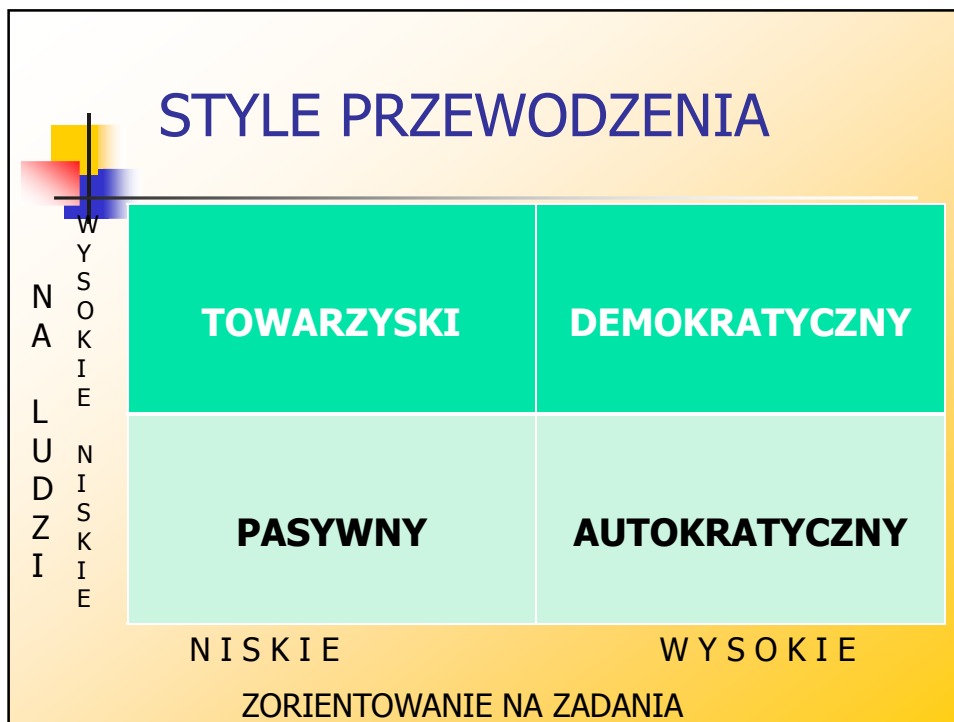 STYLE PRZEWODZENIA
NA LUDZI
WYSOKIE NISKIE
TOWARZYSKI DEMOKRATYCZNY
PASYWNY AUTOKRATYCZNY
NISKIE WYSOKIE
ZORIENTOWANIE NA ZADANIA